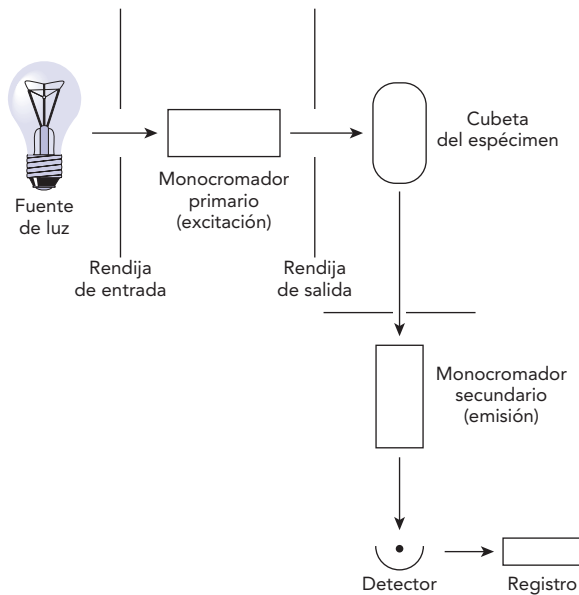 Fuente
de luz
Rendija
de entrada
Monocromador
primario
(excitación)
Rendija
de salida
Cubeta
del espécimen
Monocromador
secundario
(emisión)
Detector
Registro